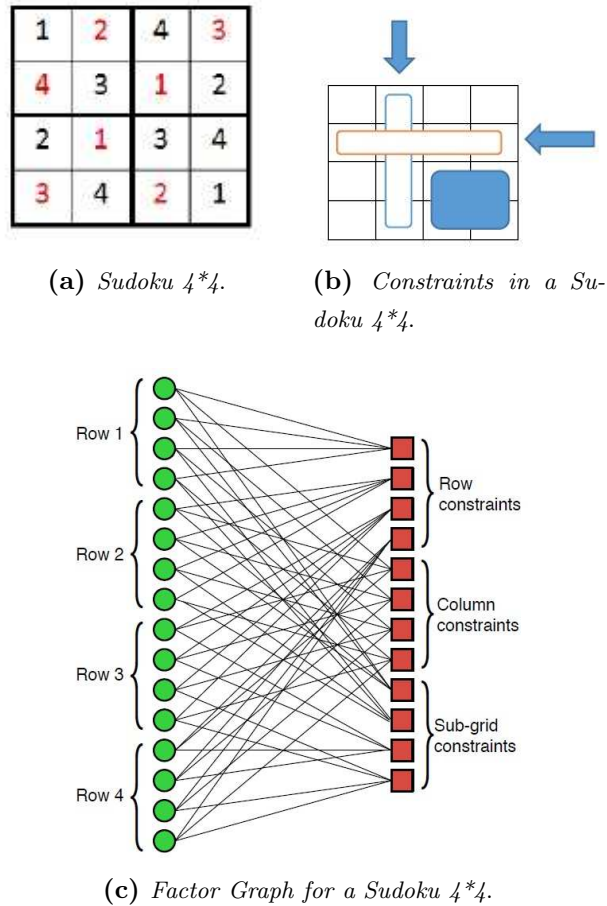 1 2 4 3
4 3 1 2
2 1 3 4
3 4 2 1
(a) Sudoku 4*4.
(b) Constraints in a Su-
doku 4*4.
Row 1
Row 2
Row 3
Row 4
Row
constraints
Column
constraints
Sub-grid
constraints
(c) Factor Graph for a Sudoku 4*4.